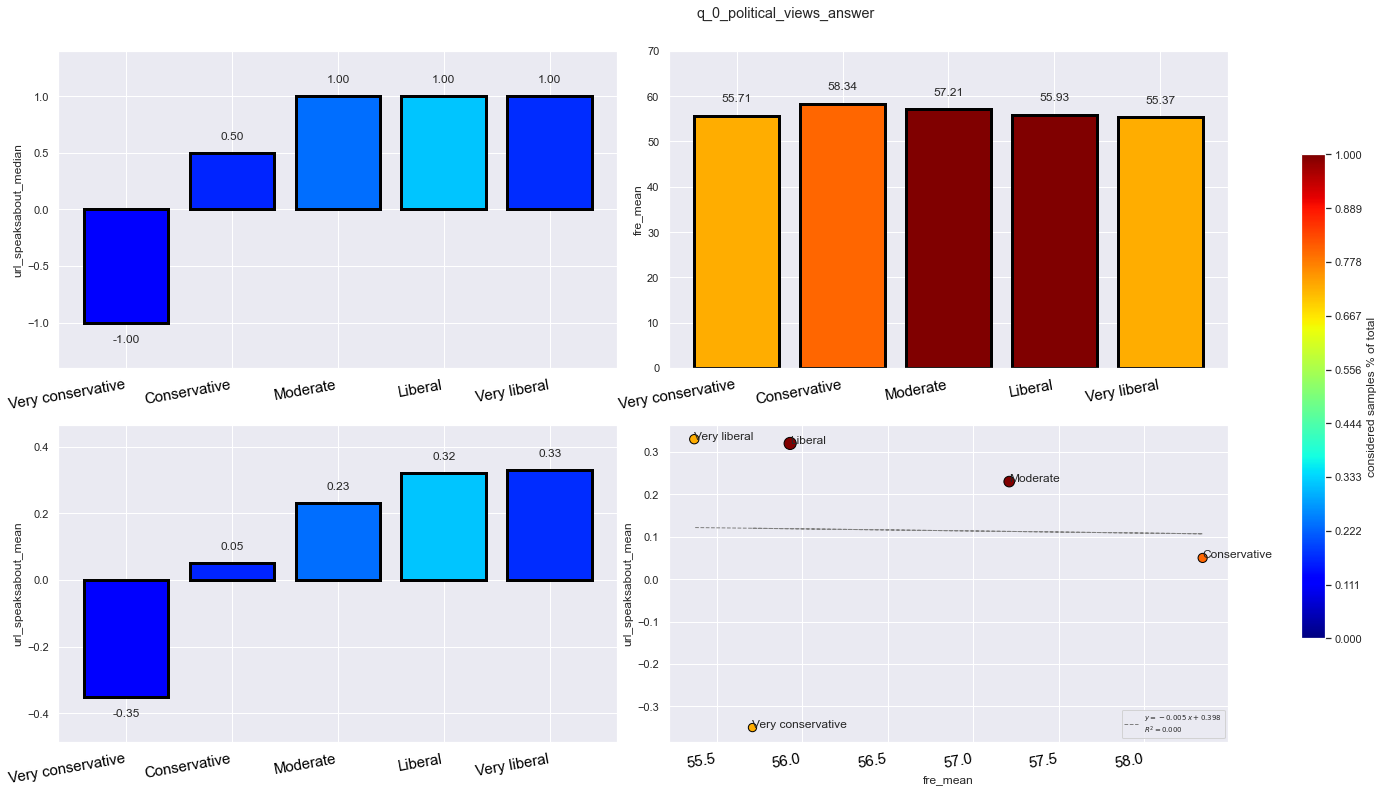 q_0_political_views_answer
url_speaksabout_median
1.0
0.5
0.0
−0.5
−1.0
-1.00
0.50
1.00
1.00
1.00
Very conservative
Conservative
Moderate
Liberal
Very liberal
fre_mean
70
60
50
40
30
20
10
0
55.71
58.34
57.21
55.93
55.37
Very conservative
Conservative
Moderate
Liberal
Very liberal
url_speaksabout_mean
0.4
0.2
0.0
−0.2
−0.4
-0.35
0.05
0.23
0.32
0.33
Very conservative
Conservative
Moderate
Liberal
Very liberal
url_speaksabout_mean
0.3
0.2
0.1
0.0
−0.1
−0.2
−0.3
Very liberal
Liberal
Moderate
Conservative
Very conservative
y = −0.005 x + 0.398
R² = 0.000
55.5
56.0
56.5
57.0
57.5
58.0
fre_mean
1.000
0.889
0.778
0.667
0.556
0.444
0.333
0.222
0.111
0.000
considered samples % of total